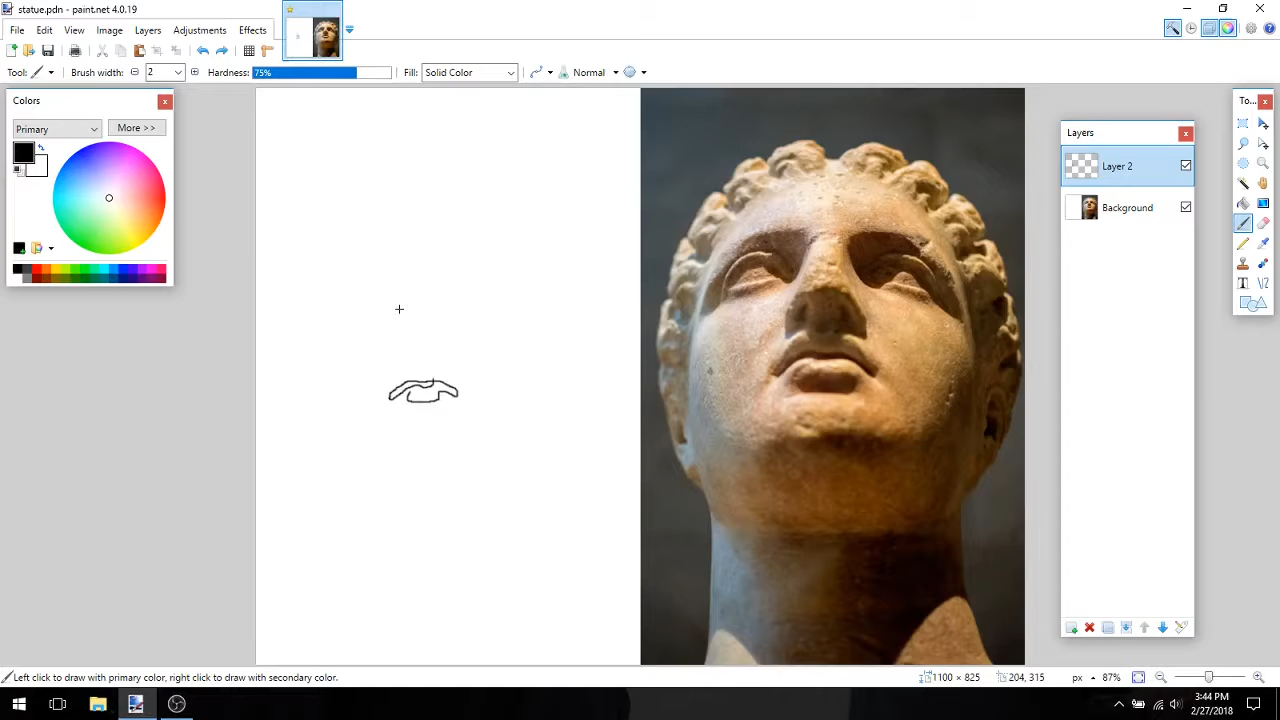 statue.pdn - paint.net 4.0.19
File Edit View Image Layers Adjustments Effects
Tool: Brush width: 2 Hardness: 75% Fill: Solid Color Normal
Colors
Primary More >>
Layers
Layer 2
Background
To...
Left click to draw with primary color, right click to draw with secondary color.
1100 × 825 204, 315 px 87%
3:44 PM
2/27/2018